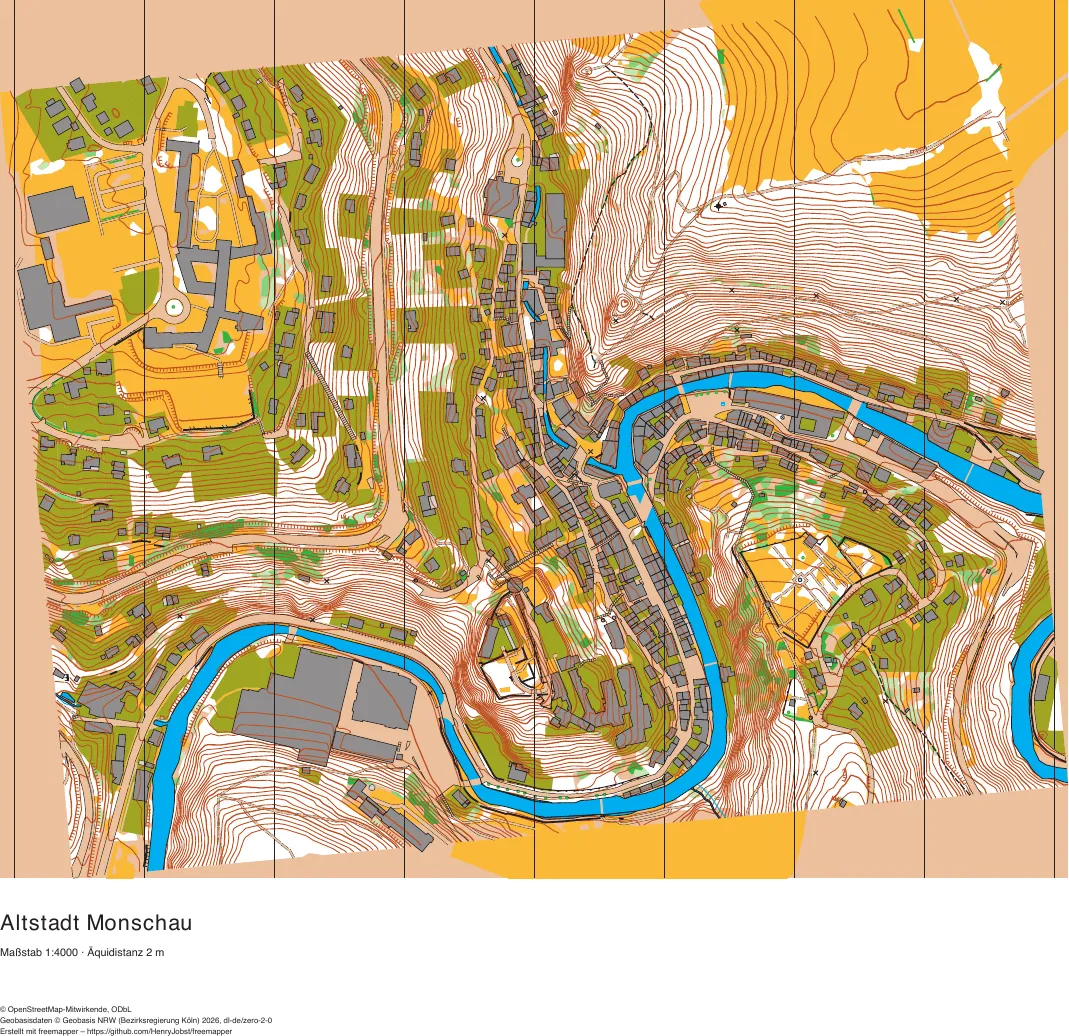 Altstadt Monschau
Maßstab 1:4000 · Äquidistanz 2 m
© OpenStreetMap-Mitwirkende, ODbL
Geobasisdaten © Geobasis NRW (Bezirksregierung Köln) 2026, dl-de/zero-2-0
Erstellt mit freemapper – https://github.com/HenryJobst/freemapper